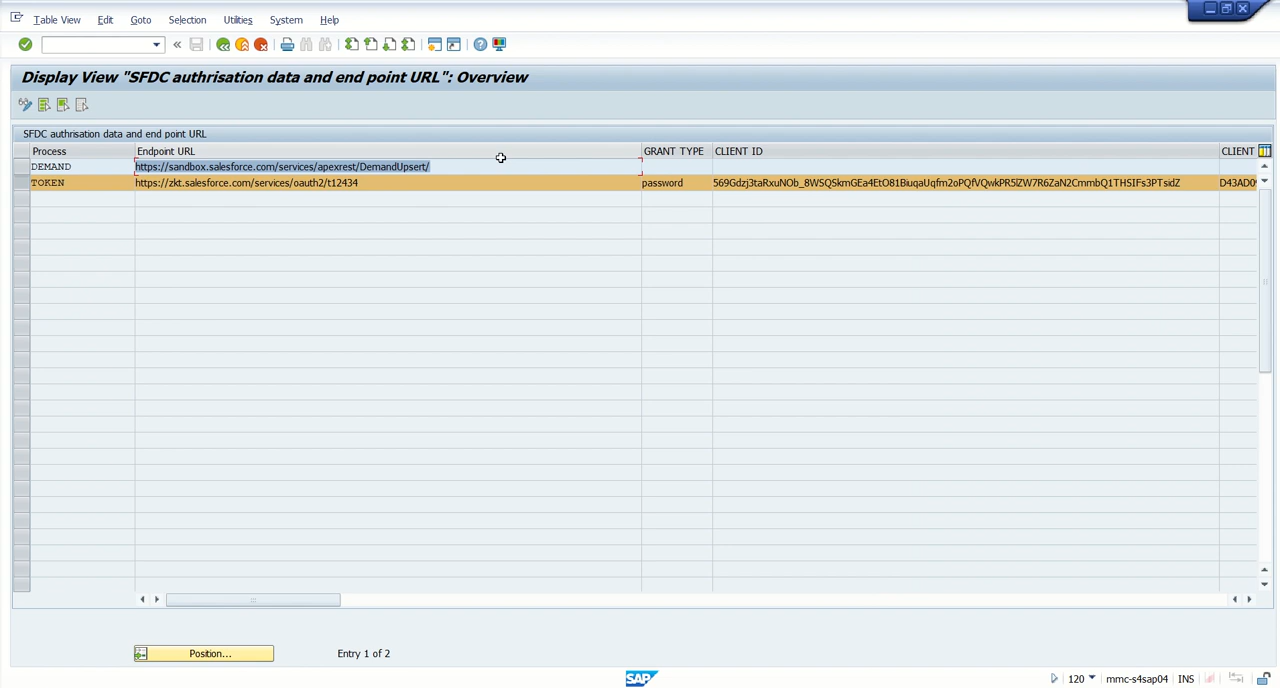 Table View Edit Goto Selection Utilities System Help
Display View "SFDC authrisation data and end point URL": Overview
SFDC authrisation data and end point URL
Process Endpoint URL GRANT TYPE CLIENT ID CLIENT
DEMAND https://sandbox.salesforce.com/services/apexrest/DemandUpsert/
TOKEN https://zkt.salesforce.com/services/oauth2/t12434 password 569Gdzj3taRxuNOb_8WSQSkmGEa4EtO81BiuqaUqfm2oPQfVQwkPR5lZW7R6ZaN2CmmbQ1THSIFs3PTsidZ D43AD09
Position... Entry 1 of 2
SAP 120 mmc-s4sap04 INS